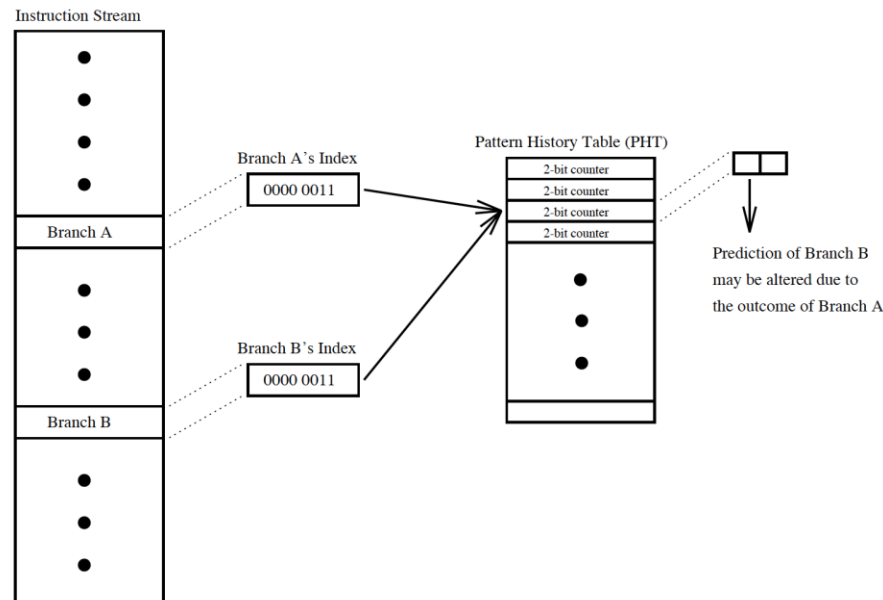 Instruction Stream
Branch A
Branch B
Branch A's Index
0000 0011
Branch B's Index
0000 0011
Pattern History Table (PHT)
2-bit counter
2-bit counter
2-bit counter
2-bit counter
Prediction of Branch B
may be altered due to
the outcome of Branch A